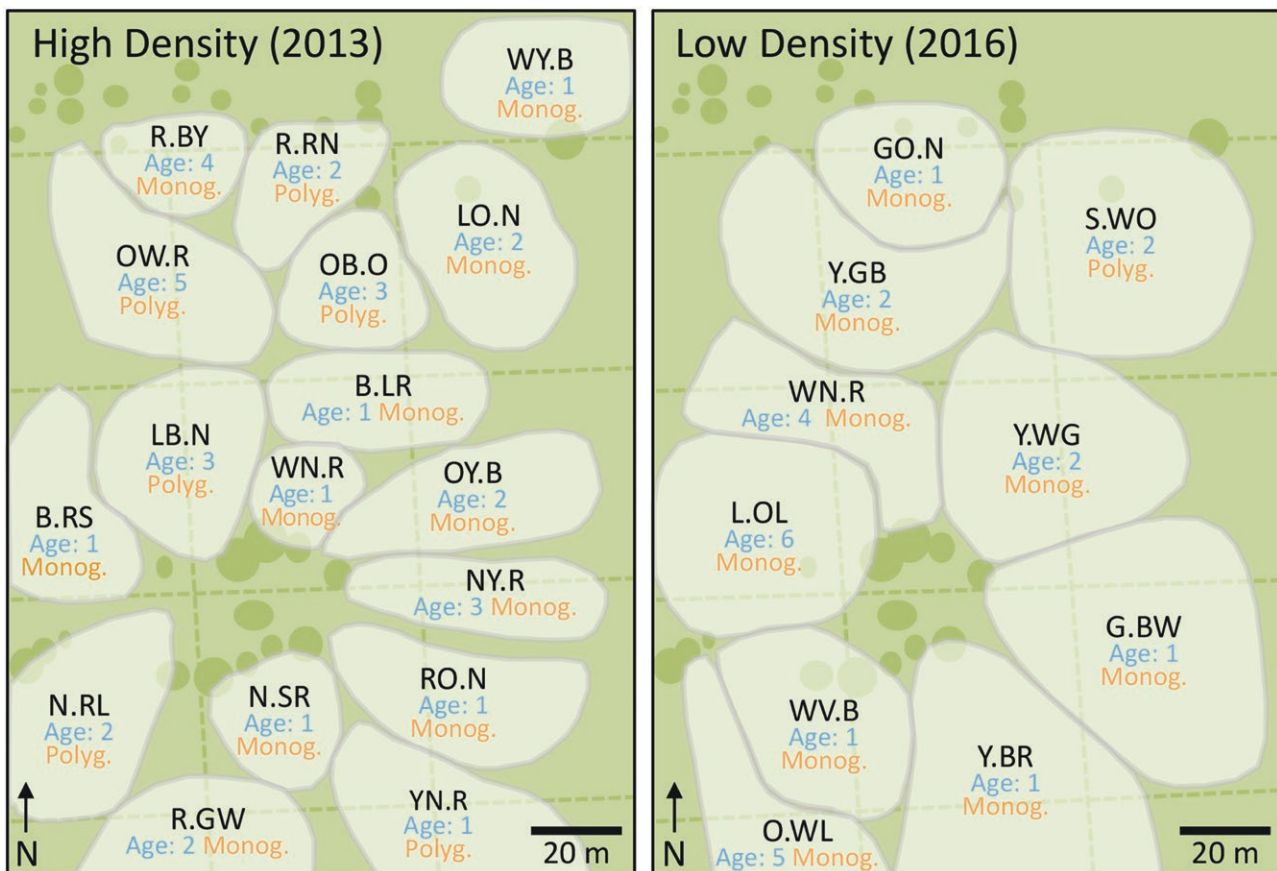 High Density (2013)
WY.B
Age: 1
Monog.
R.BY
Age: 4
Monog.
R.RN
Age: 2
Polyg.
LO.N
Age: 2
Monog.
OW.R
Age: 5
Polyg.
OB.O
Age: 3
Polyg.
B.LR
Age: 1 Monog.
LB.N
Age: 3
Polyg.
WN.R
Age: 1
Monog.
OY.B
Age: 2
Monog.
B.RS
Age: 1
Monog.
NY.R
Age: 3 Monog.
RO.N
Age: 1
Monog.
N.SR
Age: 1
Monog.
N.RL
Age: 2
Polyg.
YN.R
Age: 1
Polyg.
R.GW
Age: 2 Monog.
N
20 m
Low Density (2016)
GO.N
Age: 1
Monog.
S.WO
Age: 2
Polyg.
Y.GB
Age: 2
Monog.
WN.R
Age: 4 Monog.
Y.WG
Age: 2
Monog.
L.OL
Age: 6
Monog.
G.BW
Age: 1
Monog.
WV.B
Age: 1
Monog.
Y.BR
Age: 1
Monog.
O.WL
Age: 5 Monog.
N
20 m